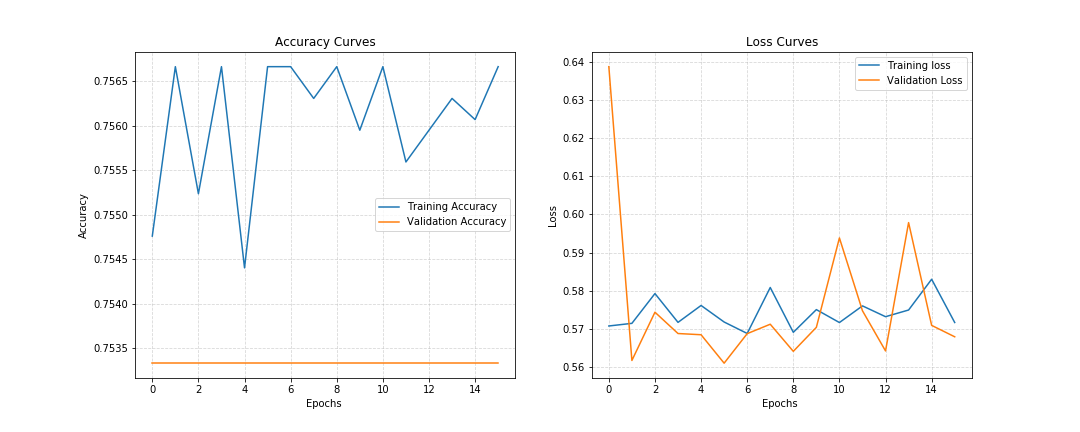 Accuracy Curves
0.7565
0.7560
0.7555
0.7550
0.7545
0.7540
0.7535
Accuracy
Training Accuracy
Validation Accuracy
0 2 4 6 8 10 12 14
Epochs
Loss Curves
0.64
0.63
0.62
0.61
0.60
0.59
0.58
0.57
0.56
Loss
Training loss
Validation Loss
0 2 4 6 8 10 12 14
Epochs